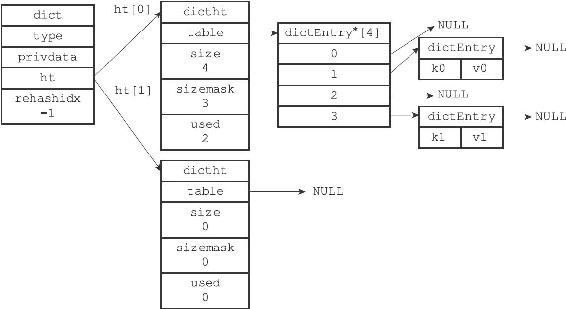 dict
type
privdata
ht
rehashidx
-1
ht[0]
ht[1]
dictht
table
size
4
sizemask
3
used
2
dictht
table
size
0
sizemask
0
used
0
NULL
dictEntry*[4]
0
1
2
3
NULL
dictEntry
k0 v0
NULL
NULL
dictEntry
k1 v1
NULL